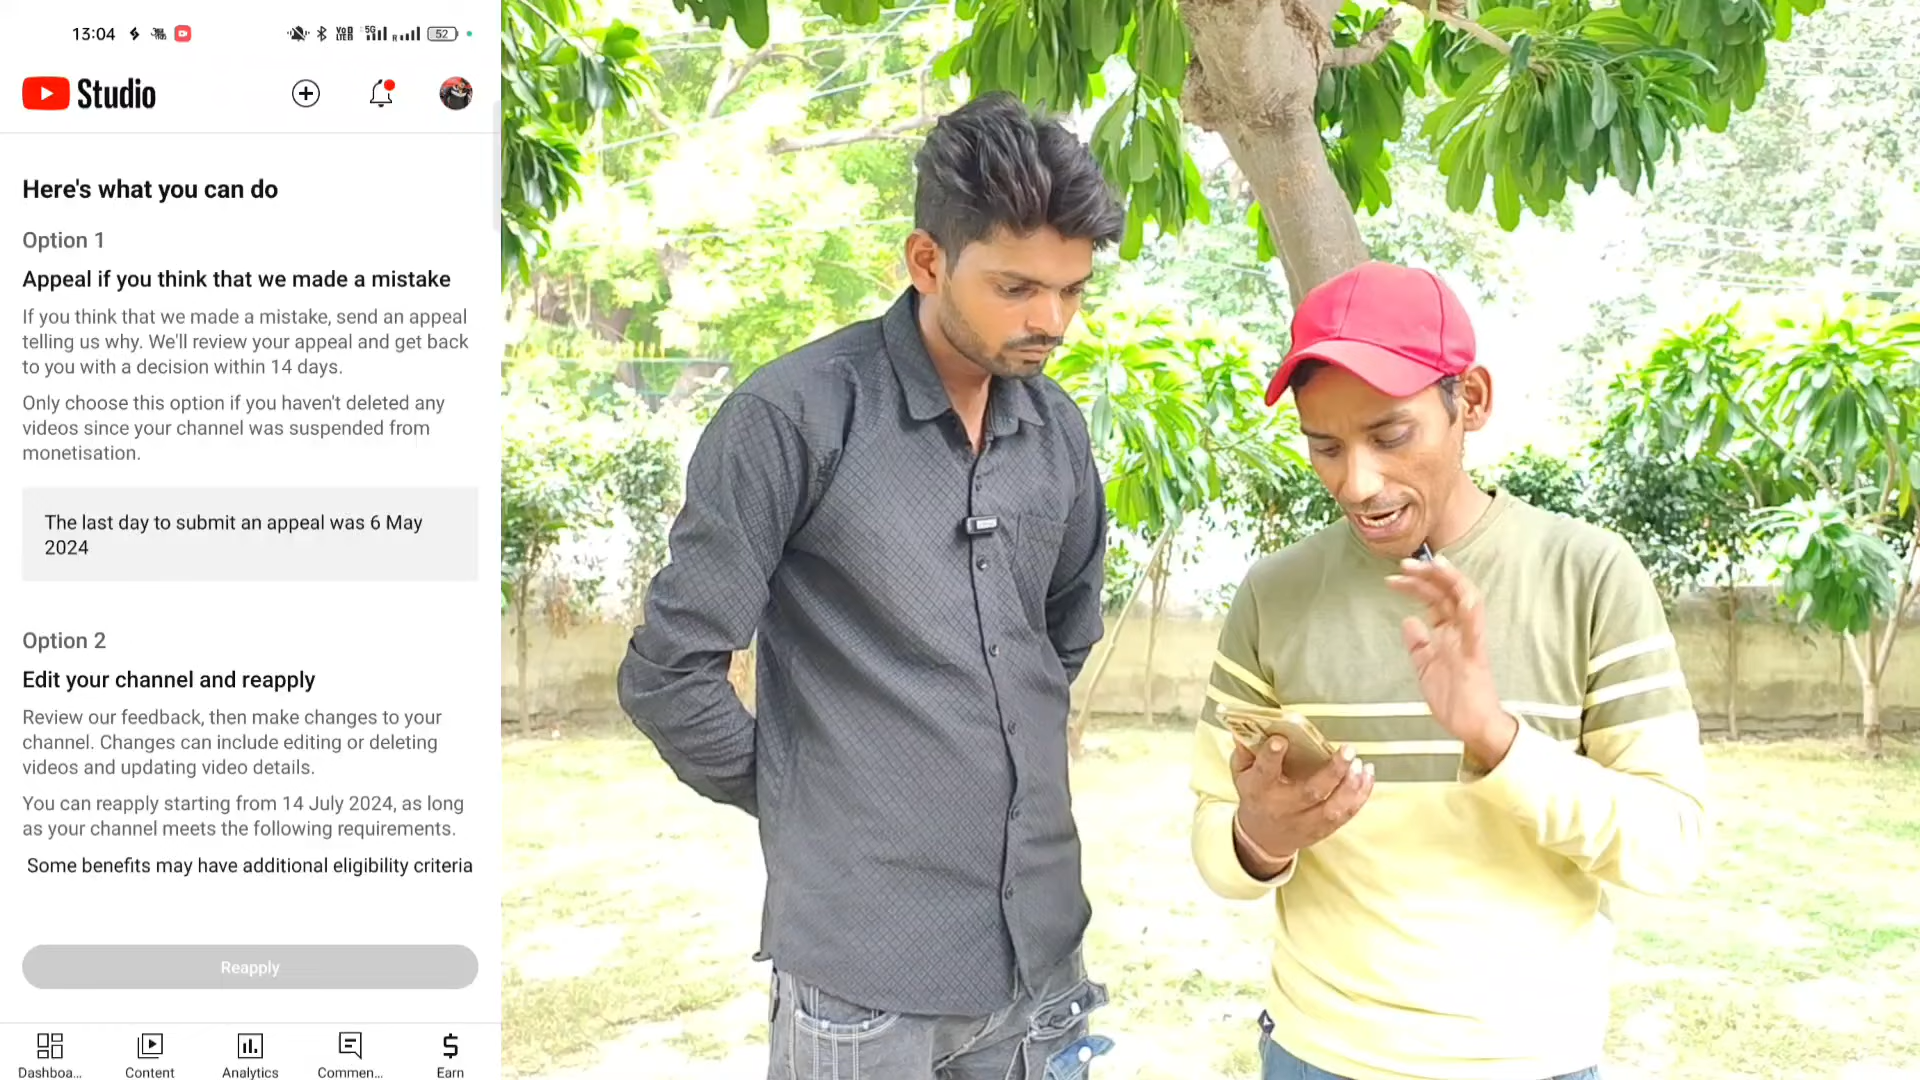 13:04
VoD LTE 5G R 52
Studio
Here's what you can do
Option 1
Appeal if you think that we made a mistake
If you think that we made a mistake, send an appeal
telling us why. We'll review your appeal and get back
to you with a decision within 14 days.
Only choose this option if you haven't deleted any
videos since your channel was suspended from
monetisation.
The last day to submit an appeal was 6 May
2024
Option 2
Edit your channel and reapply
Review our feedback, then make changes to your
channel. Changes can include editing or deleting
videos and updating video details.
You can reapply starting from 14 July 2024, as long
as your channel meets the following requirements.
Some benefits may have additional eligibility criteria
Reapply
Dashboa... Content Analytics Commen... Earn